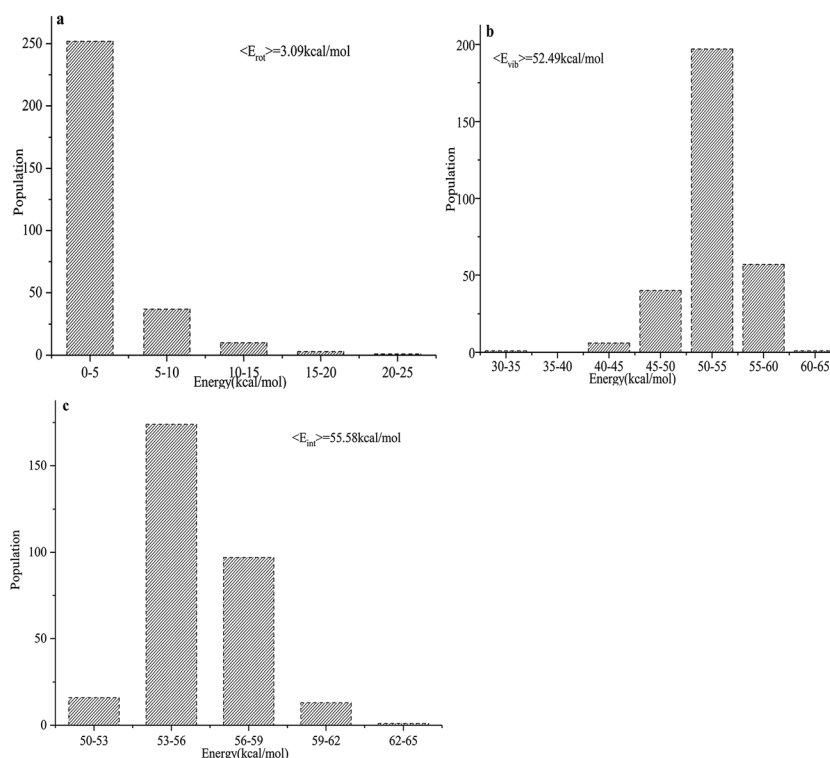 a
<E_rot>=3.09kcal/mol
250
200
150
100
50
0
Population
0-5 5-10 10-15 15-20 20-25
Energy(kcal/mol)
b
<E_vib>=52.49kcal/mol
200
150
100
50
0
Population
30-35 35-40 40-45 45-50 50-55 55-60 60-65
Energy(kcal/mol)
c
<E_int>=55.58kcal/mol
150
100
50
0
Population
50-53 53-56 56-59 59-62 62-65
Energy(kcal/mol)